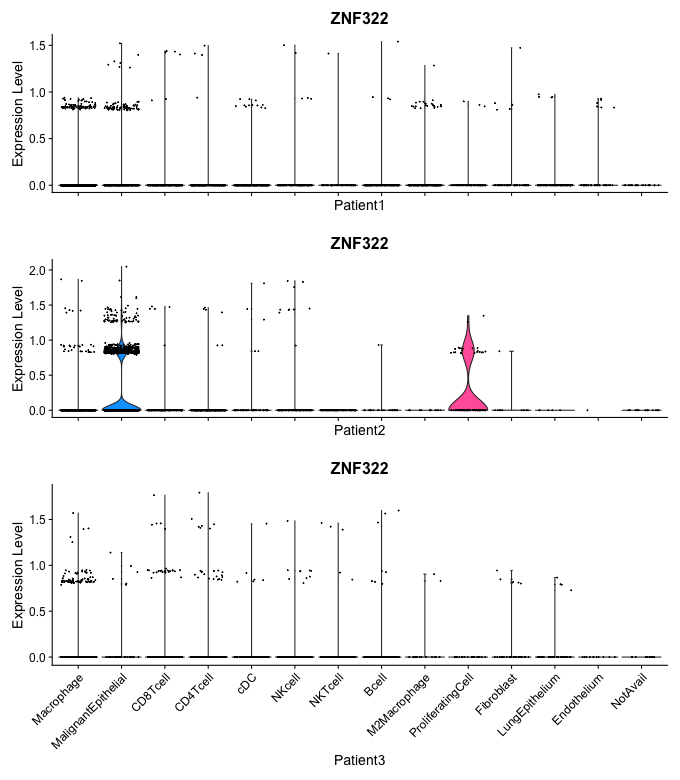 ZNF322
Expression Level
1.5
1.0
0.5
0.0
Patient1
ZNF322
Expression Level
2.0
1.5
1.0
0.5
0.0
Patient2
ZNF322
Expression Level
1.5
1.0
0.5
0.0
Macrophage
MalignantEpithelial
CD8Tcell
CD4Tcell
cDC
NKcell
NKTcell
Bcell
M2Macrophage
ProliferatingCell
Fibroblast
LungEpithelium
Endothelium
NotAvail
Patient3